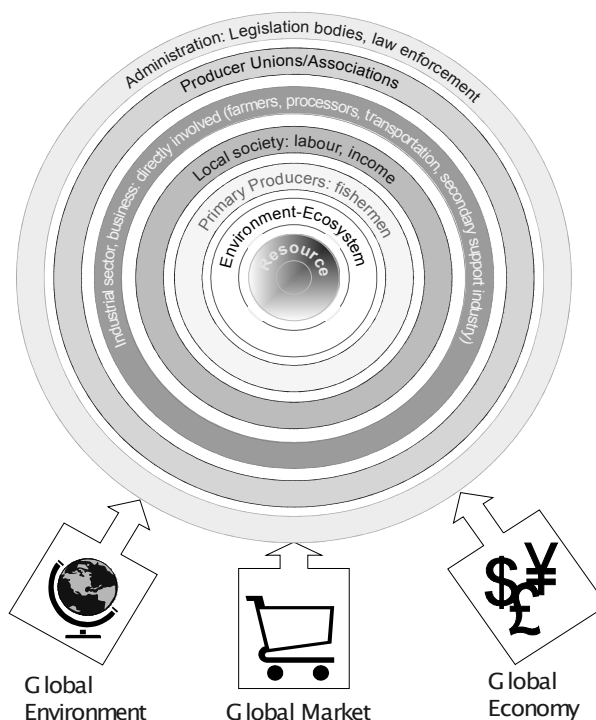 Administration: Legislation bodies, law enforcement
Producer Unions/Associations
Industrial sector, business: directly involved (farmers, processors, transportation, secondary support industry)
Local society: labour, income
Primary Producers: fishermen
Environment-Ecosystem
Resource
$ ¥
£
Global
Environment
Global Market
Global
Economy